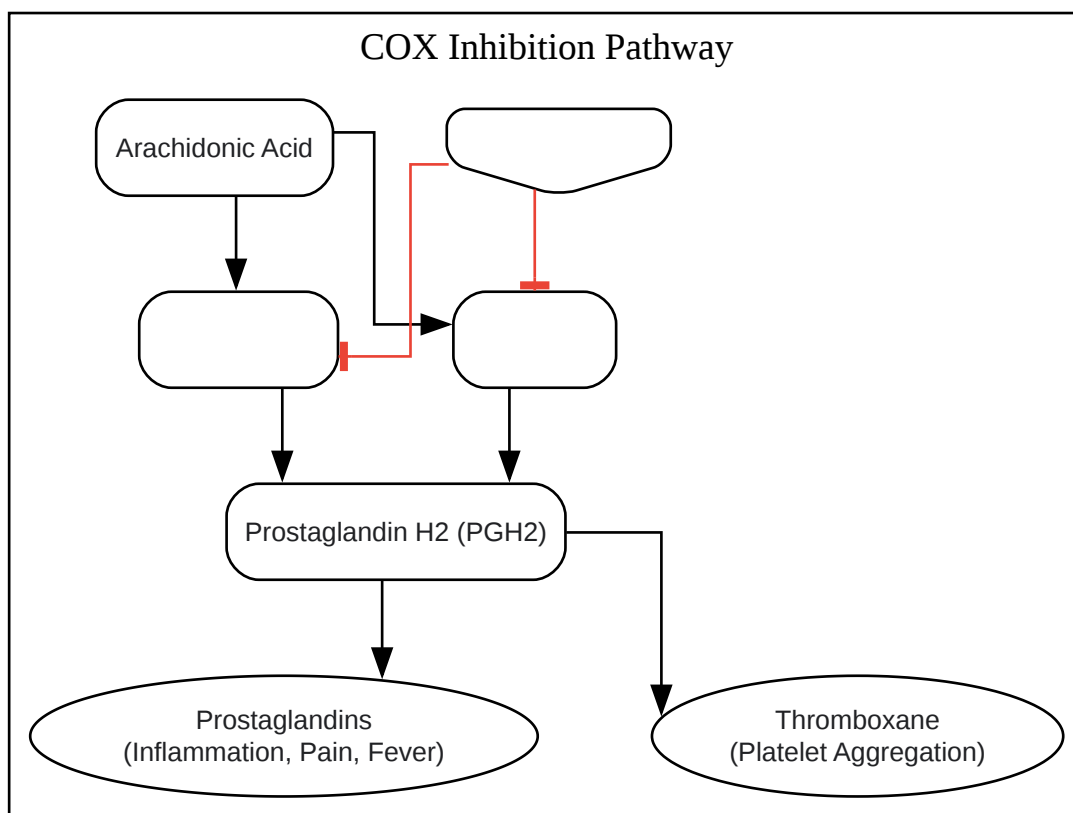 COX Inhibition Pathway
Arachidonic Acid
Prostaglandin H2 (PGH2)
Prostaglandins
(Inflammation, Pain, Fever)
Thromboxane
(Platelet Aggregation)